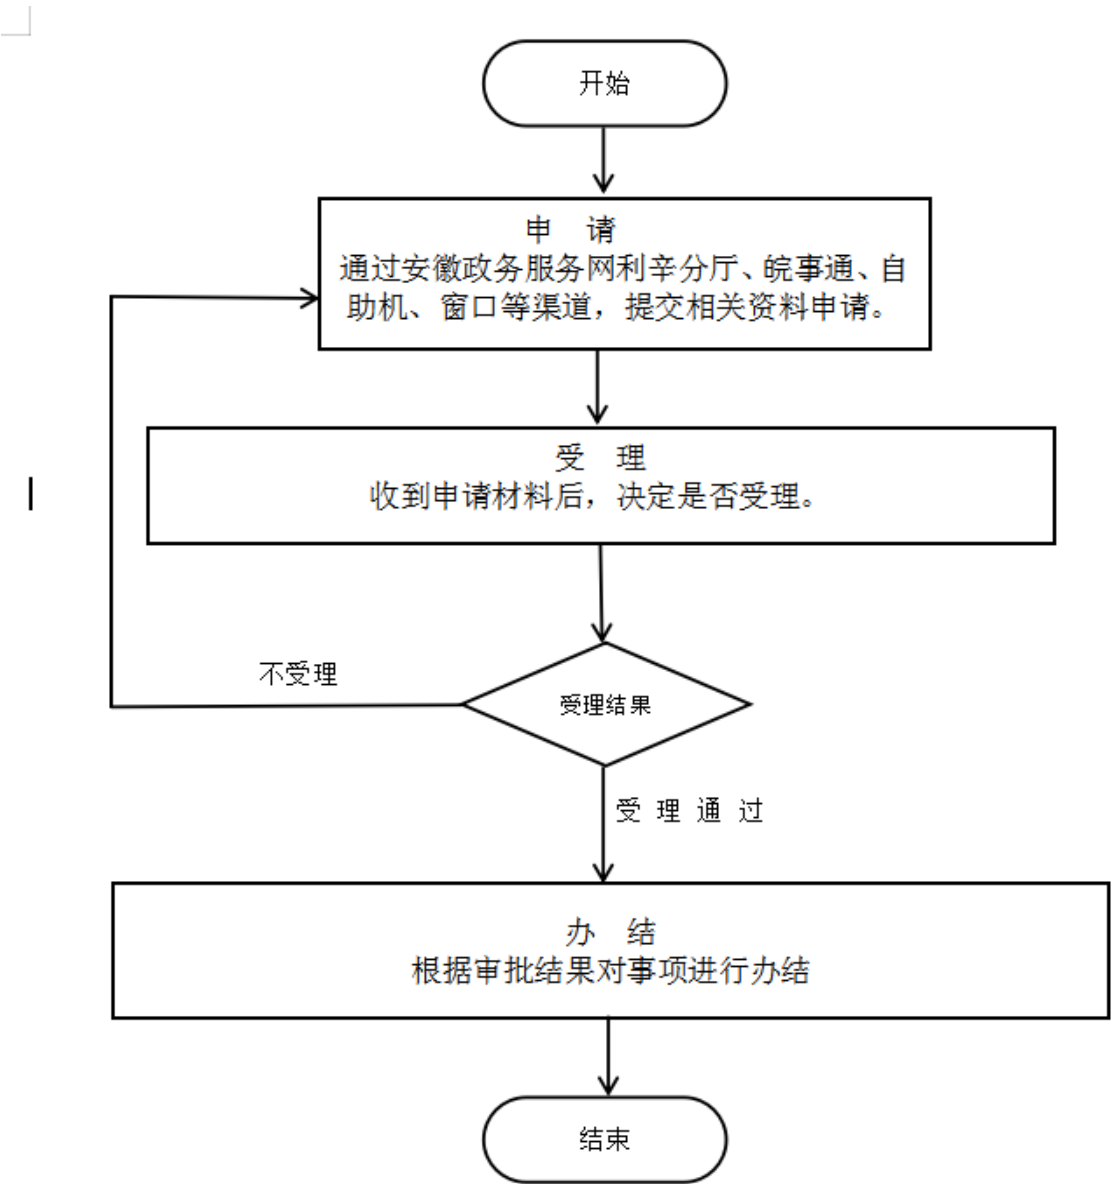 开始
申 请
通过安徽政务服务网利辛分厅、皖事通、自
助机、窗口等渠道，提交相关资料申请。
受 理
收到申请材料后，决定是否受理。
不受理
受理结果
受 理 通 过
办 结
根据审批结果对事项进行办结
结束